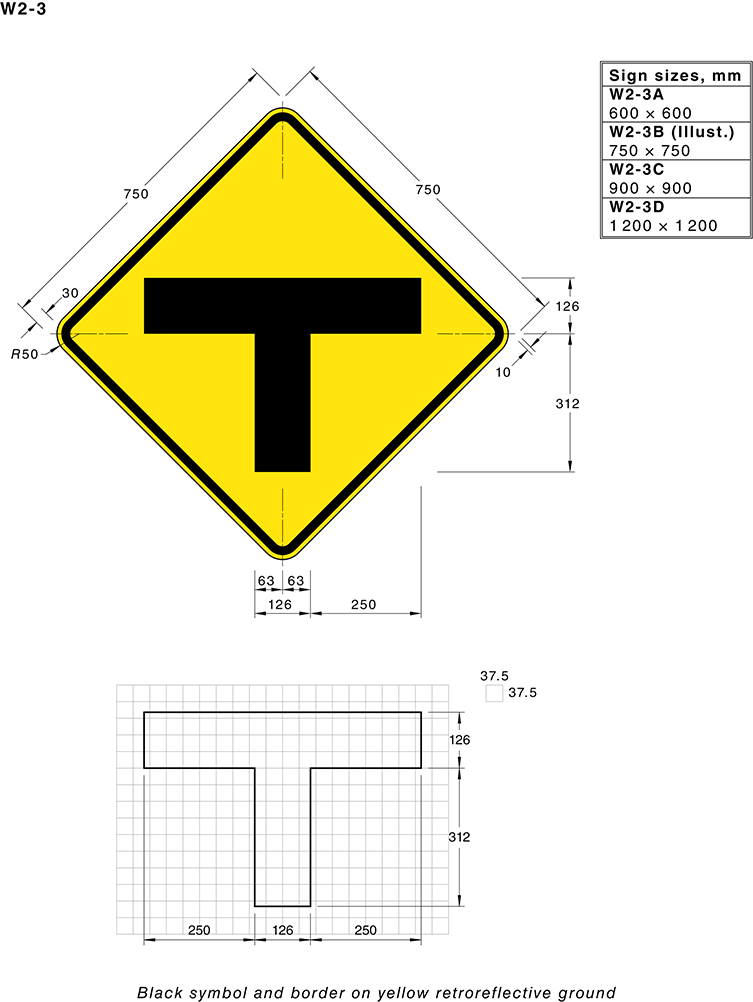 W2-3
Sign sizes, mm
W2-3A
600 × 600
W2-3B (Illust.)
750 × 750
W2-3C
900 × 900
W2-3D
1 200 × 1 200
750
750
30
R50
126
10
312
63 63
126 250
37.5
37.5
126
312
250 126 250
Black symbol and border on yellow retroreflective ground